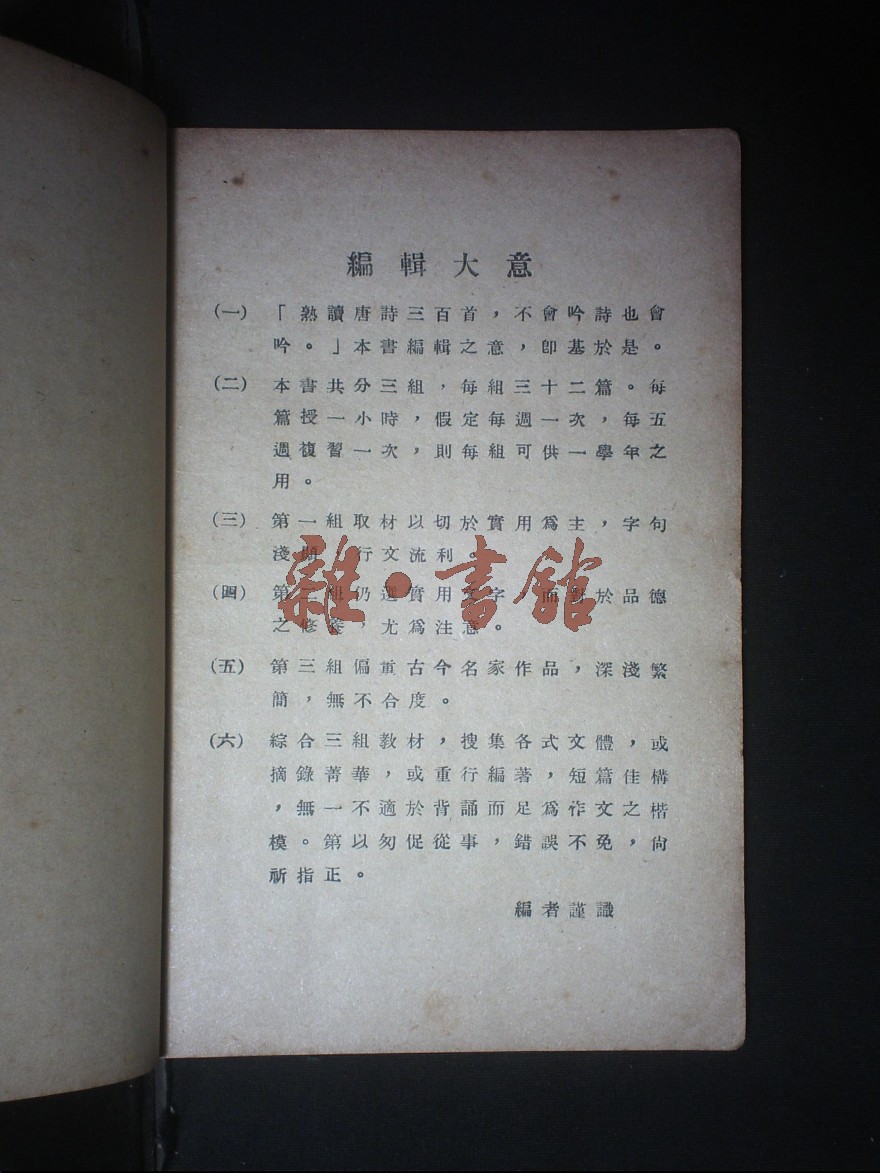 編輯大意
(一) 「熟讀唐詩三百首，不會吟詩也會
吟。」本書編輯之意，卽基於是。
(二) 本書共分三組，每組三十二篇。每
篇授一小時，假定每週一次，每五
週複習一次，則每組可供一學年之
用。
(三) 第一組取材以切於實用爲主，字句
淺顯，行文流利。
(四) 第二組仍選實用文字，而對於品德
之修養，尤爲注意。
(五) 第三組偏重古今名家作品，深淺繁
簡，無不合度。
(六) 綜合三組教材，搜集各式文體，或
摘錄菁華，或重行編著，短篇佳構
，無一不適於背誦而足爲作文之楷
模。第以匆促從事，錯誤不免，尙
祈指正。
編者謹識
雜·書館